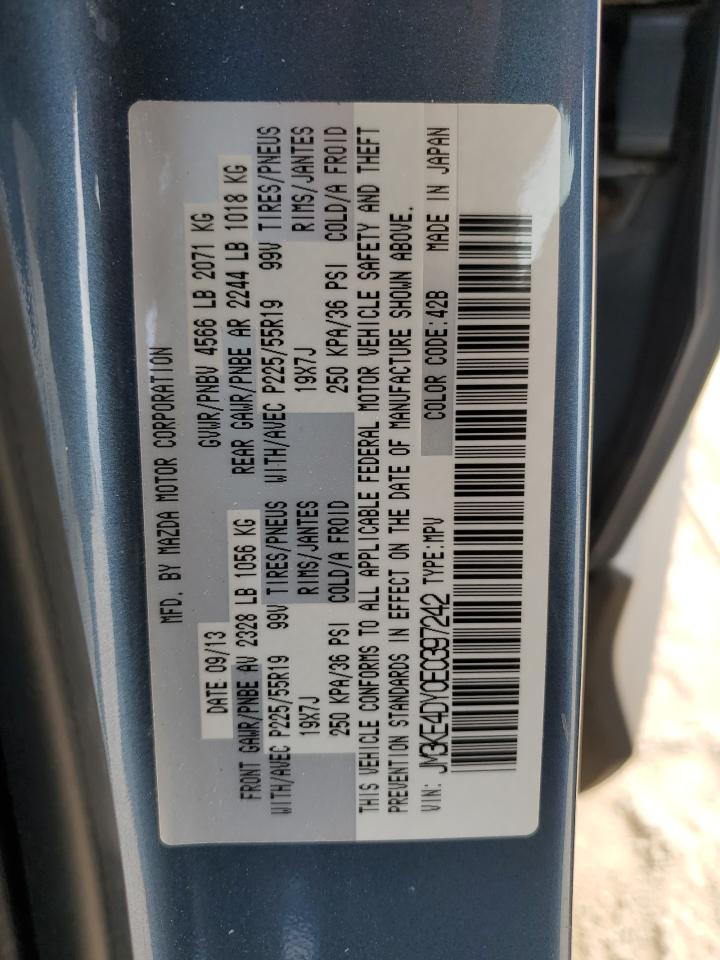 MFD. BY MAZDA MOTOR CORPORATION
DATE 09/13 GVWR/PNBV 4566 LB 2071 KG
FRONT GAWR/PNBE AV 2328 LB 1056 KG REAR GAWR/PNBE AR 2244 LB 1018 KG
WITH/AVEC P225/55R19 99V TIRES/PNEUS WITH/AVEC P225/55R19 99V TIRES/PNEUS
19X7J RIMS/JANTES 19X7J RIMS/JANTES
250 KPA/36 PSI COLD/A FROID 250 KPA/36 PSI COLD/A FROID
THIS VEHICLE CONFORMS TO ALL APPLICABLE FEDERAL MOTOR VEHICLE SAFETY AND THEFT
PREVENTION STANDARDS IN EFFECT ON THE DATE OF MANUFACTURE SHOWN ABOVE.
VIN: JM3KE4DY0E0397242 TYPE:MPV COLOR CODE:42B MADE IN JAPAN